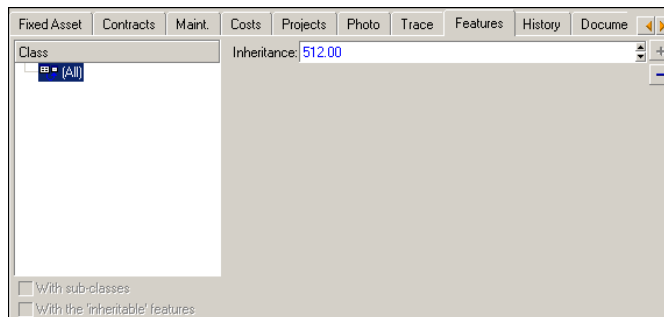 Fixed Asset Contracts Maint. Costs Projects Photo Trace Features History Docume
Class
Inheritance: 512.00
(All)
With sub-classes
With the 'inheritable' features